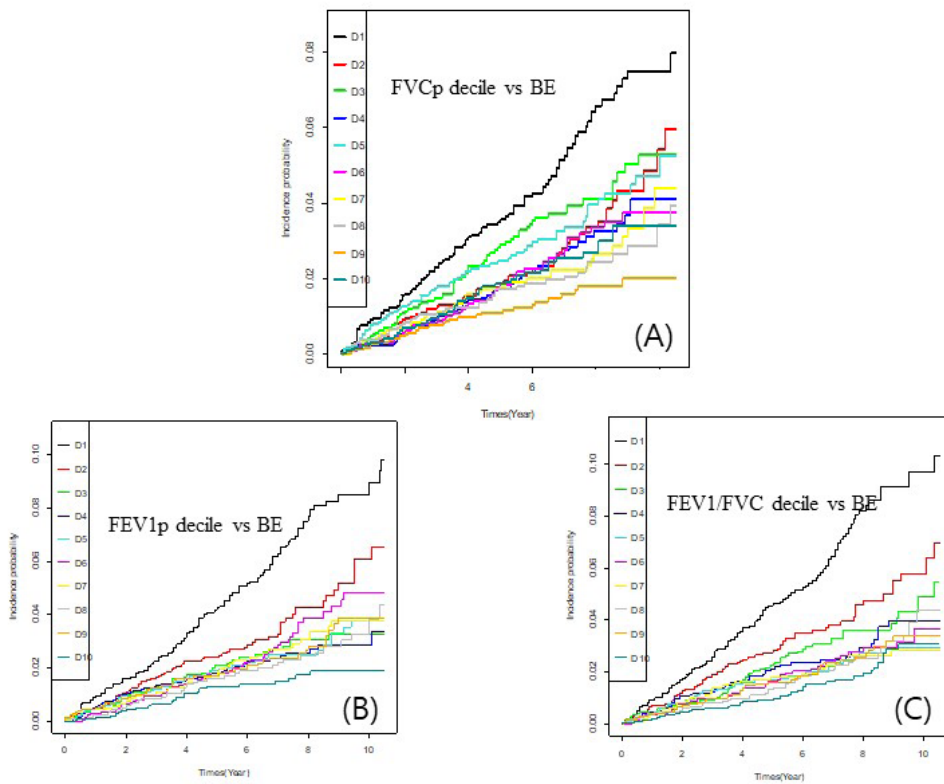 0.08
0.06
0.04
0.02
0.00
Incidence probability
D1
D2
D3
D4
D5
D6
D7
D8
D9
D10
FVCp decile vs BE
(A)
4
6
Times(Year)
0.10
0.08
0.06
0.04
0.02
0.00
Incidence probability
D1
D2
D3
D4
D5
D6
D7
D8
D9
D10
FEV1p decile vs BE
(B)
0
2
4
6
8
10
Times(Year)
0.10
0.08
0.06
0.04
0.02
0.00
Incidence probability
D1
D2
D3
D4
D5
D6
D7
D8
D9
D10
FEV1/FVC decile vs BE
(C)
0
2
4
6
8
10
Times(Year)